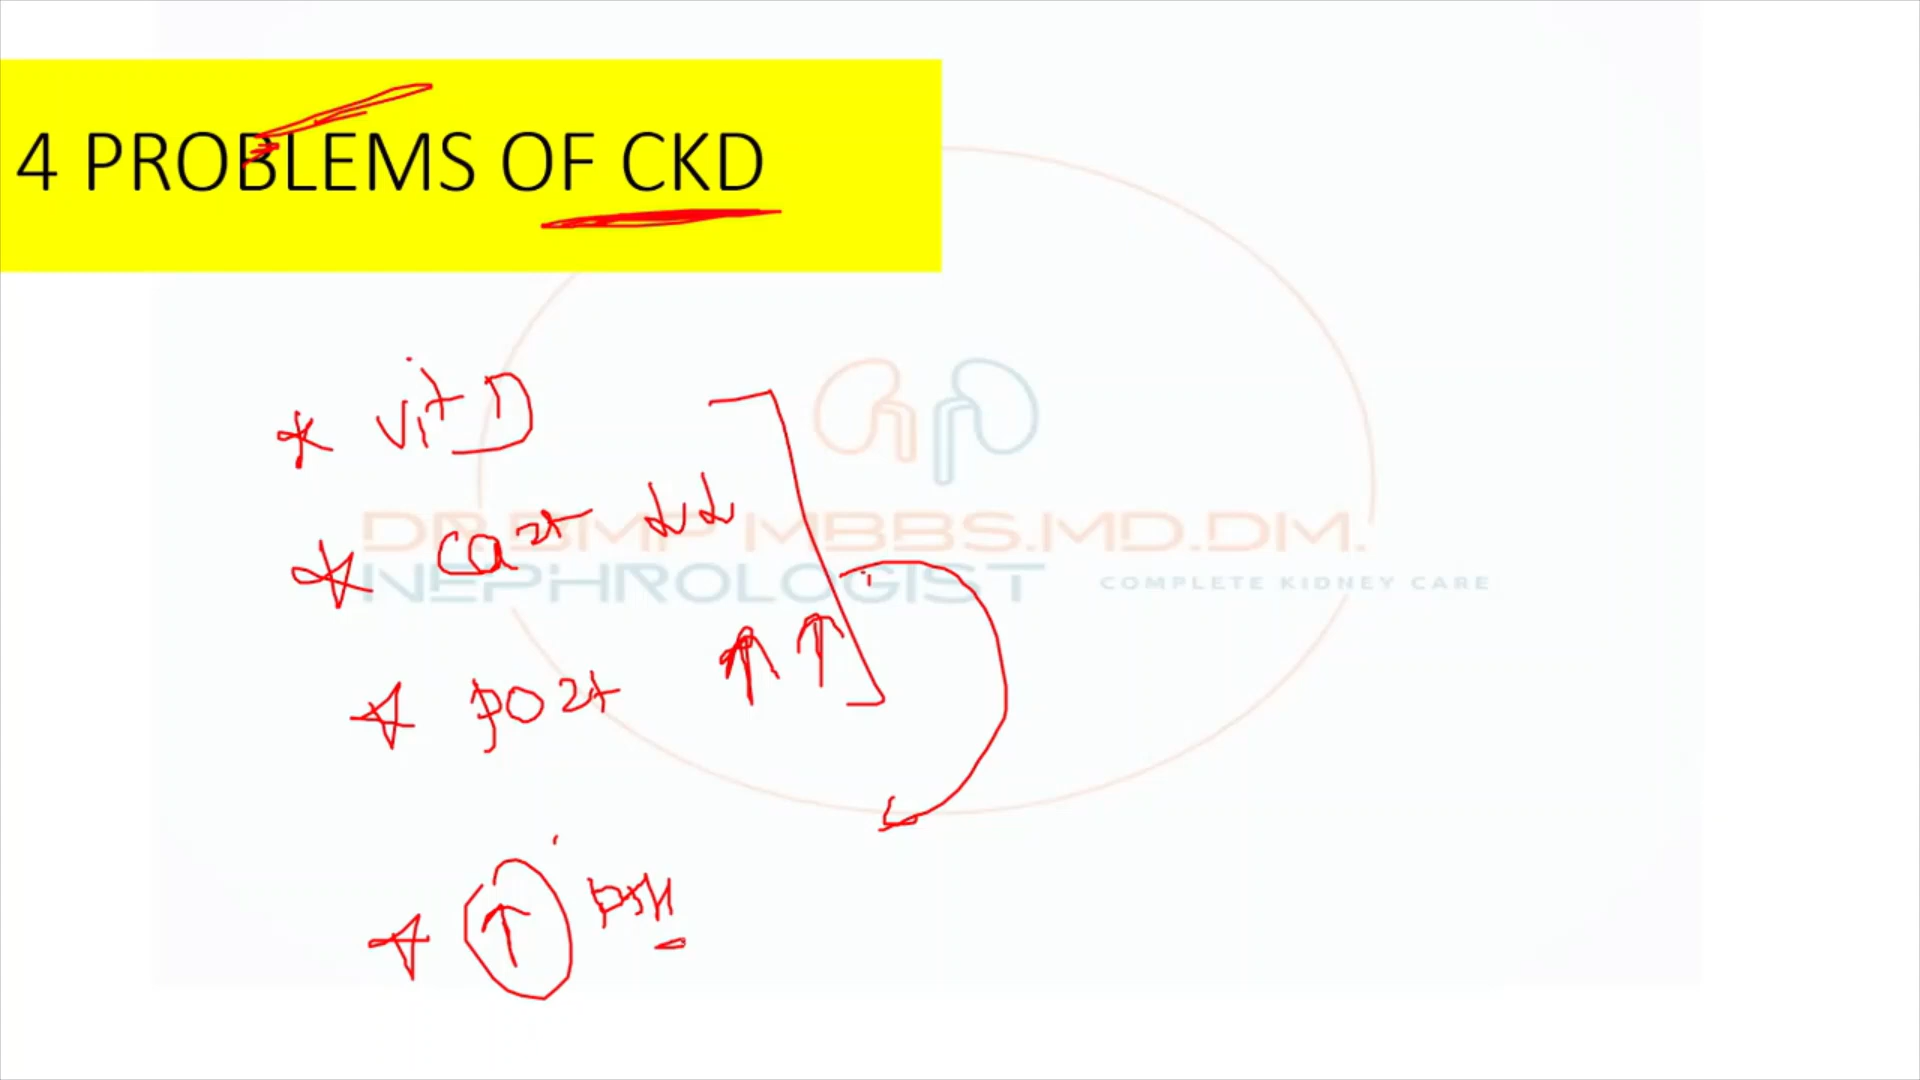 4 PROBLEMS OF CKD
* Vit D
* Ca2+ ↓↓
* po2+ ↑↑
* ↑ PTH
DR.BMP MBBS.MD.DM.
NEPHROLOGIST COMPLETE KIDNEY CARE